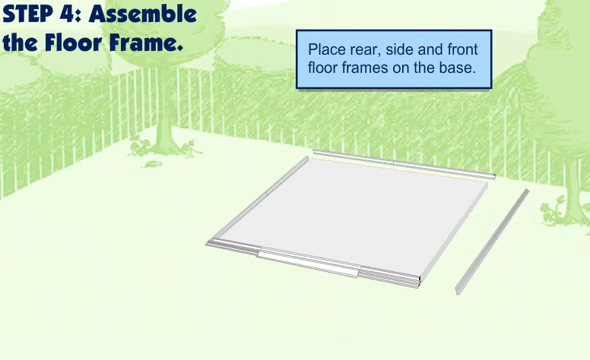 STEP 4: Assemble
the Floor Frame.
Place rear, side and front
floor frames on the base.